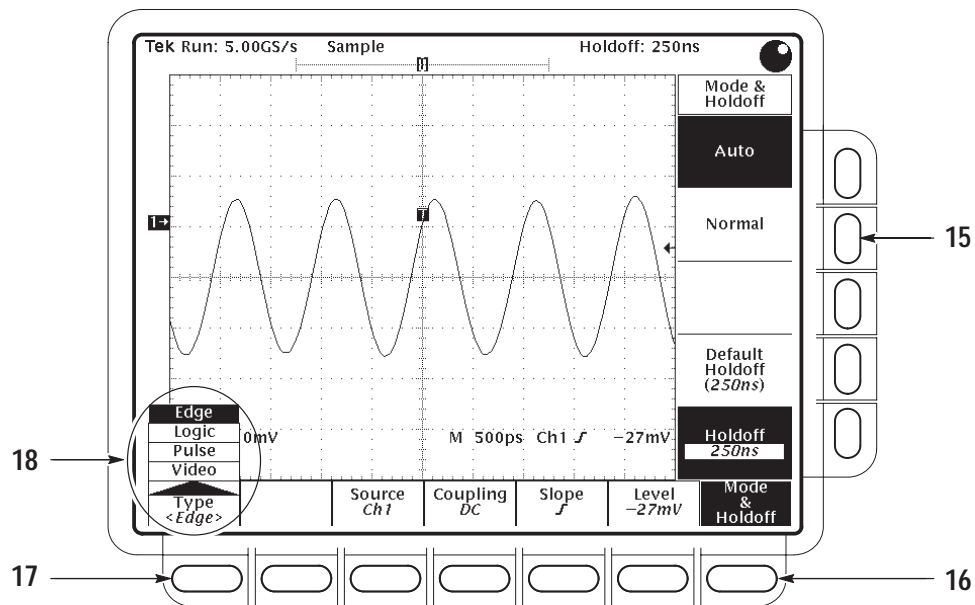 Tek Run: 5.00GS/s Sample Holdoff: 250ns
[T]
Mode &
Holdoff
Auto
Normal
Default
Holdoff
(250ns)
Holdoff
250ns
15
1→
T
Edge
Logic
Pulse
Video
Type
<Edge>
18
0mV M 500ps Ch1 ƒ −27mV
Source
Ch1
Coupling
DC
Slope
ƒ
Level
−27mV
Mode
&
Holdoff
17
16